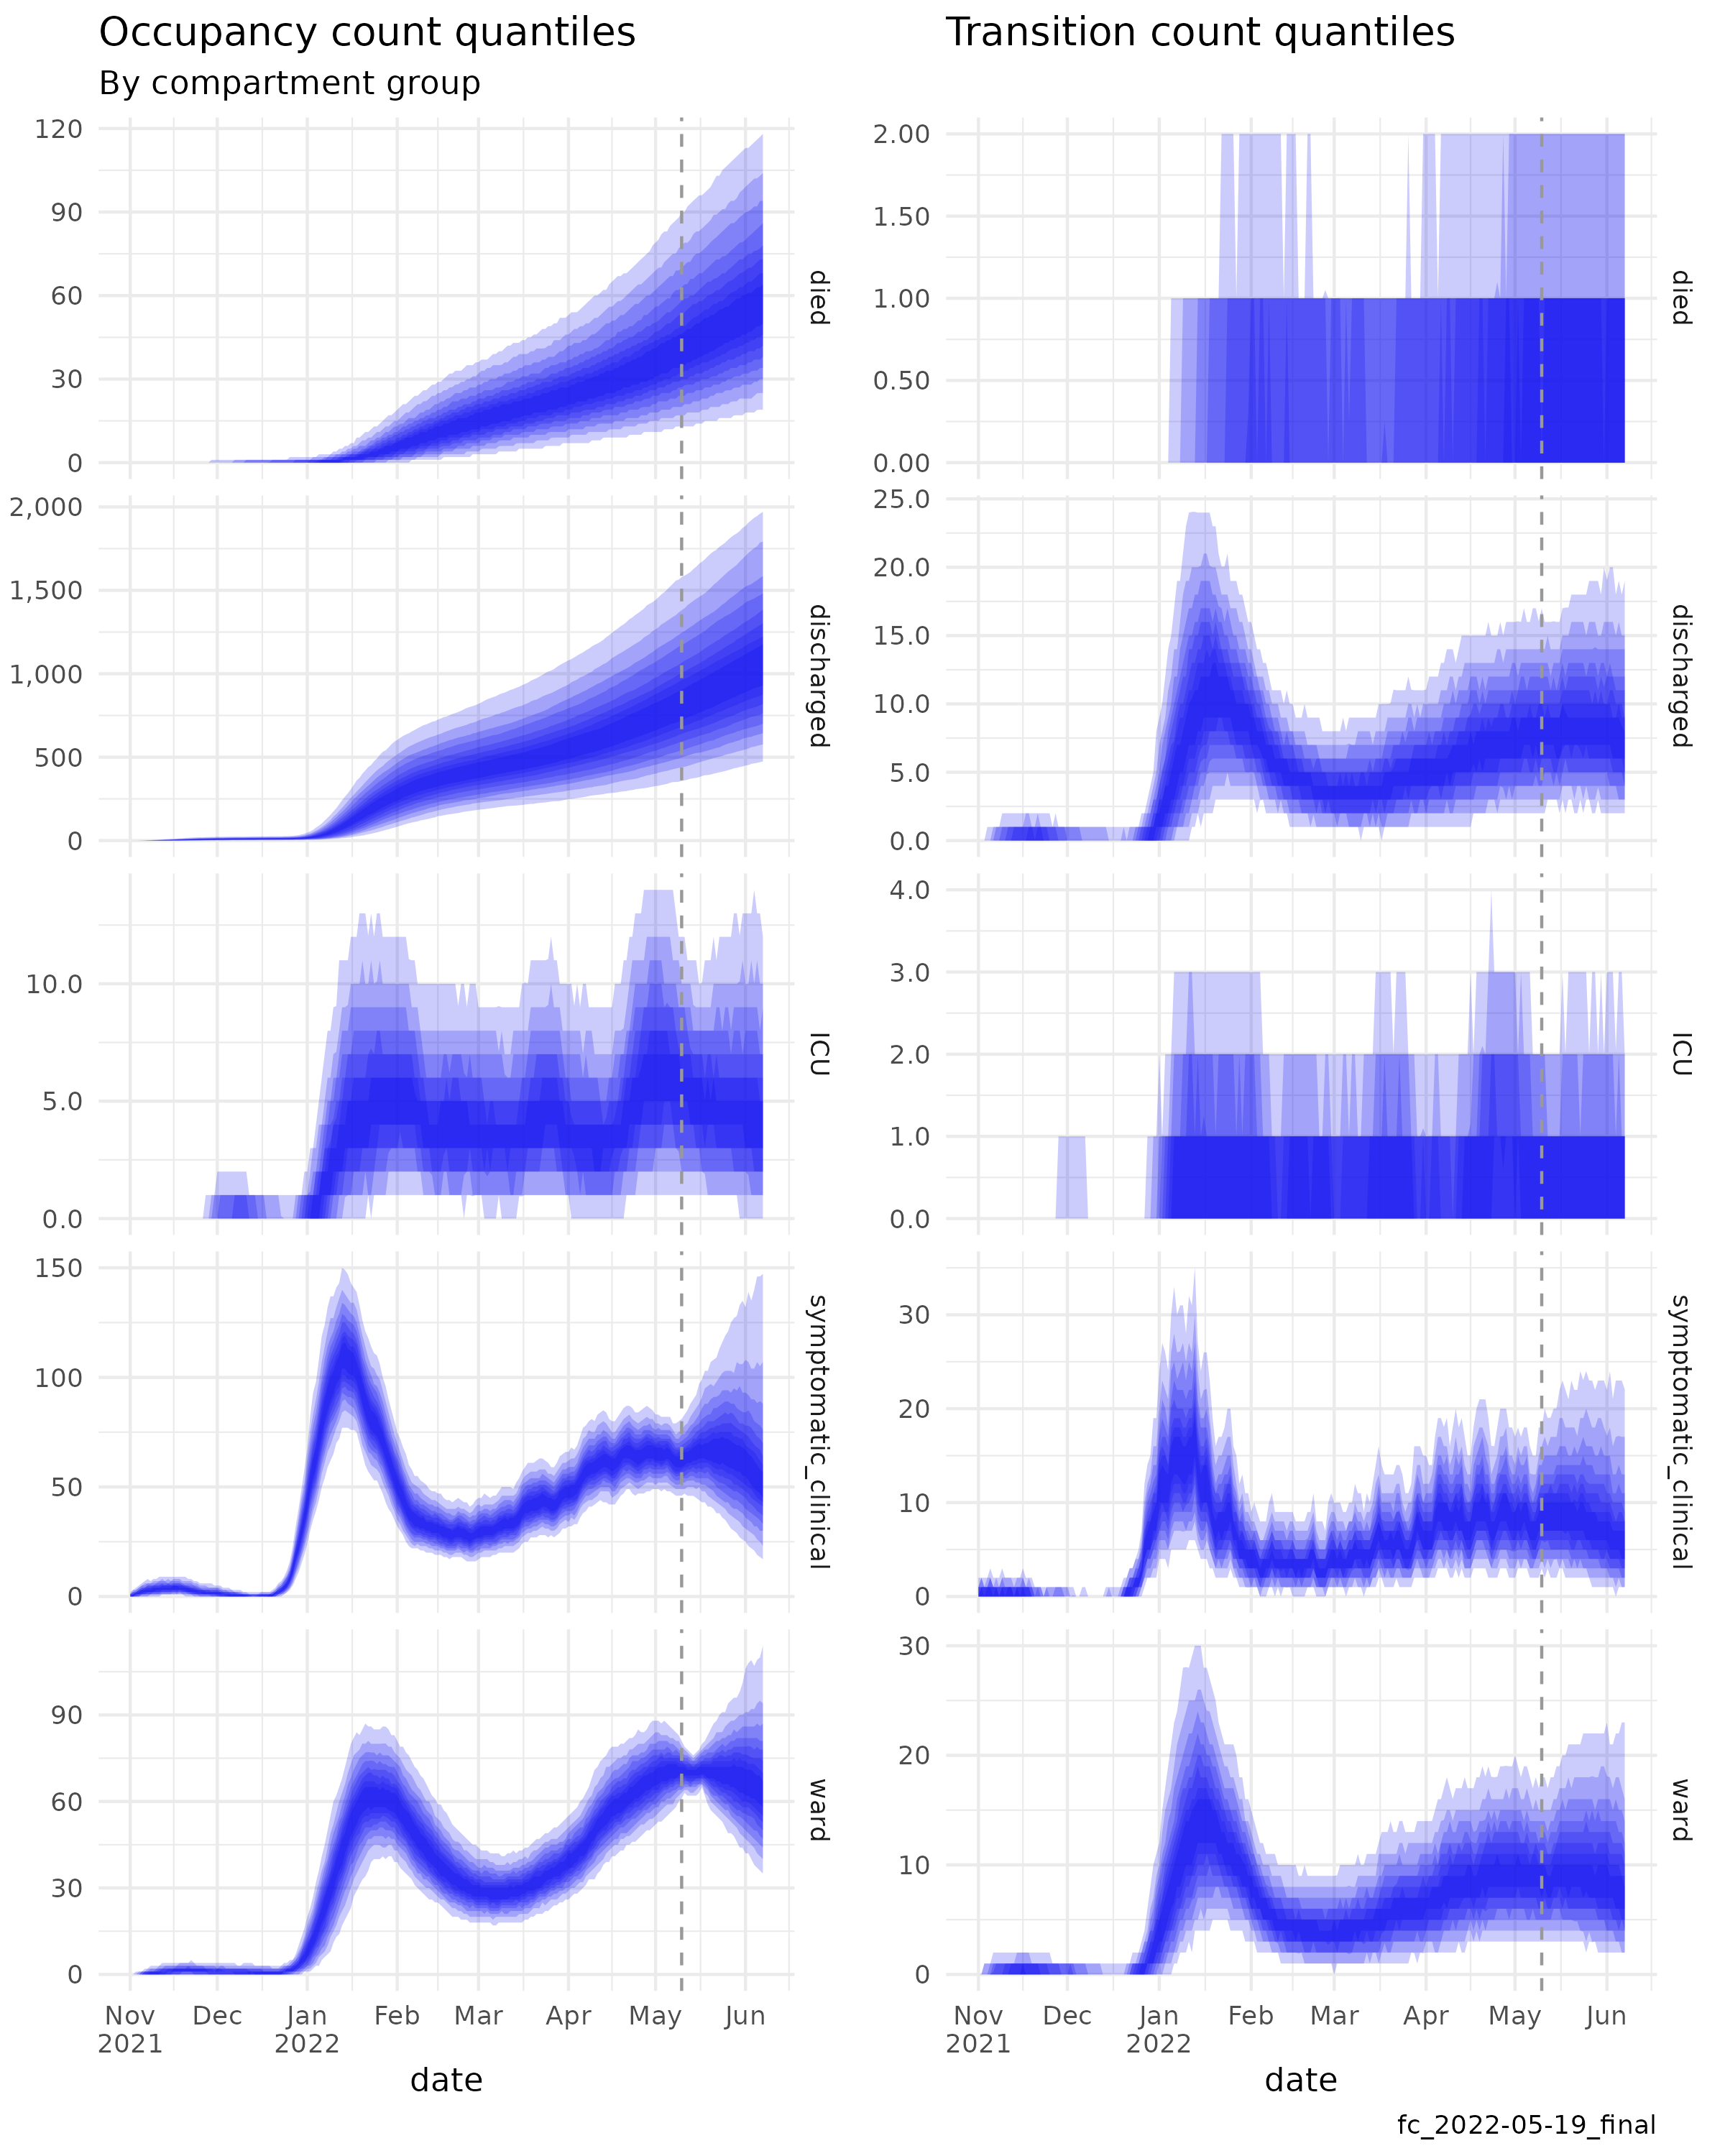 Occupancy count quantiles
By compartment group
120
90
60
30
0
died
2,000
1,500
1,000
500
0
discharged
10.0
5.0
0.0
ICU
150
100
50
0
symptomatic_clinical
90
60
30
0
ward
Nov Dec Jan Feb Mar Apr May Jun
2021 2022
date
Transition count quantiles
2.00
1.50
1.00
0.50
0.00
died
25.0
20.0
15.0
10.0
5.0
0.0
discharged
4.0
3.0
2.0
1.0
0.0
ICU
30
20
10
0
symptomatic_clinical
30
20
10
0
ward
Nov Dec Jan Feb Mar Apr May Jun
2021 2022
date
fc_2022-05-19_final